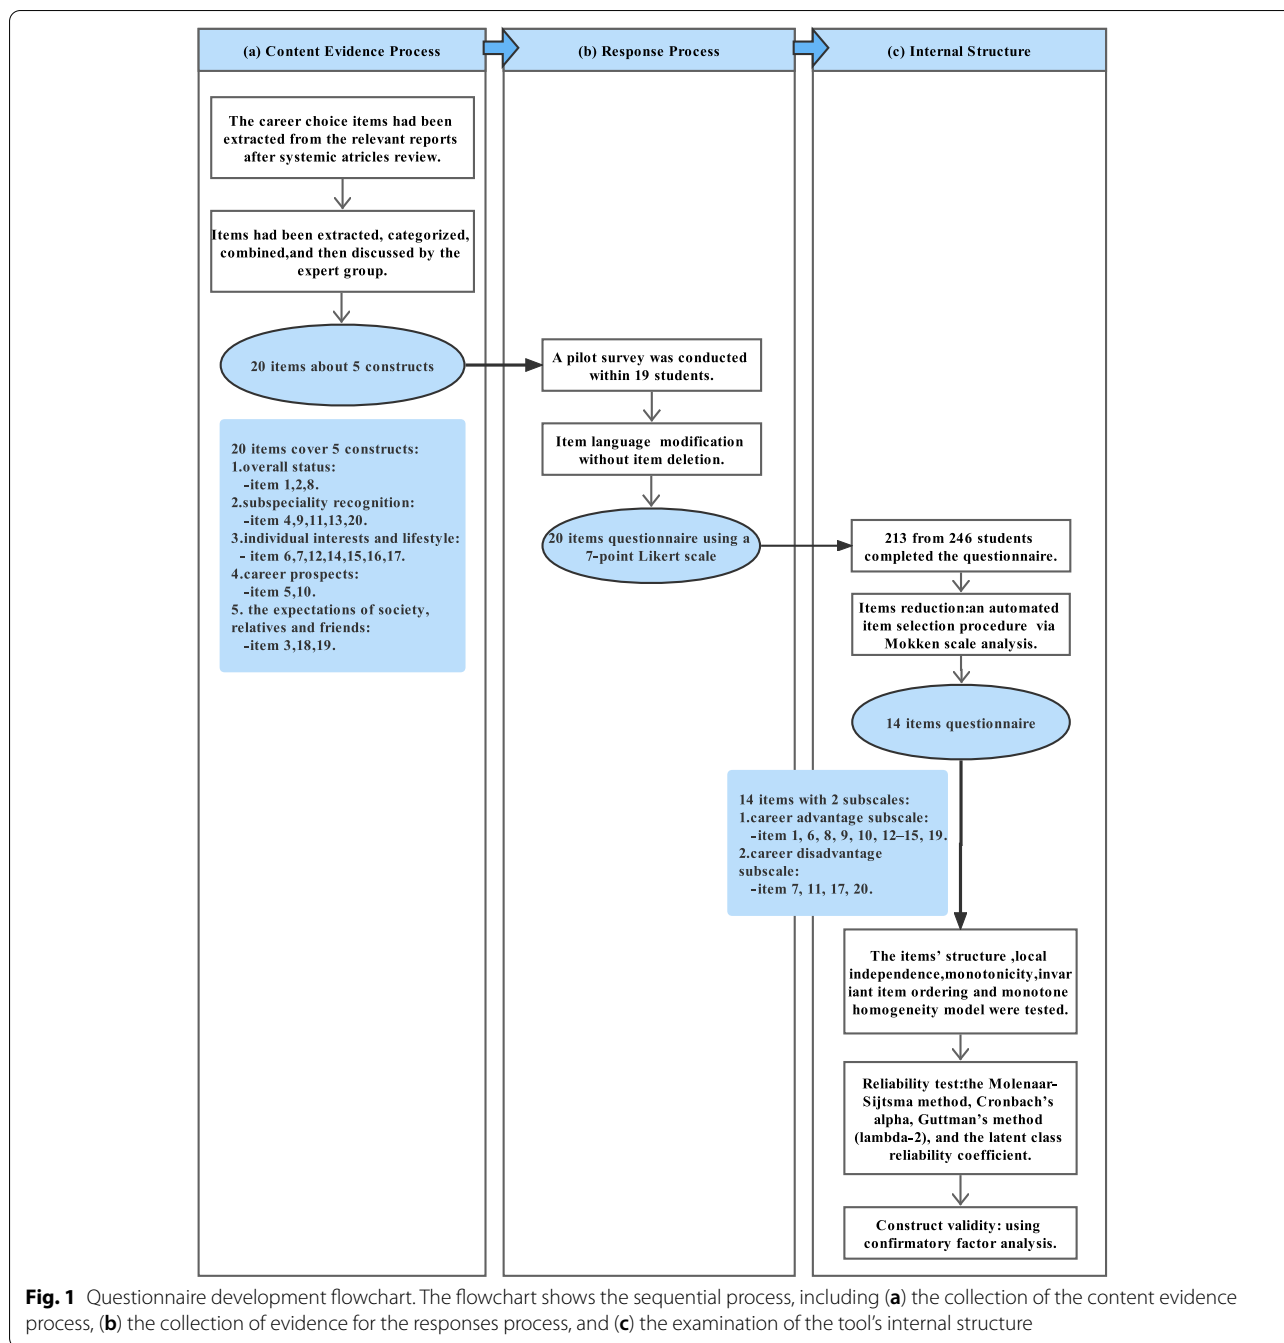 (a) Content Evidence Process
(b) Response Process
(c) Internal Structure
The career choice items had been
extracted from the relevant reports
after systemic atricles review.
Items had been extracted, categorized,
combined,and then discussed by the
expert group.
20 items about 5 constructs
20 items cover 5 constructs:
1.overall status:
-item 1,2,8.
2.subspeciality recognition:
-item 4,9,11,13,20.
3.individual interests and lifestyle:
- item 6,7,12,14,15,16,17.
4.career prospects:
-item 5,10.
5. the expectations of society,
relatives and friends:
-item 3,18,19.
A pilot survey was conducted
within 19 students.
Item language modification
without item deletion.
20 items questionnaire using a
7-point Likert scale
213 from 246 students
completed the questionnaire.
Items reduction:an automated
item selection procedure via
Mokken scale analysis.
14 items questionnaire
14 items with 2 subscales:
1.career advantage subscale:
-item 1, 6, 8, 9, 10, 12–15, 19.
2.career disadvantage
subscale:
-item 7, 11, 17, 20.
The items’ structure ,local
independence,monotonicity,invar
iant item ordering and monotone
homogeneity model were tested.
Reliability test:the Molenaar-
Sijtsma method, Cronbach’s
alpha, Guttman’s method
(lambda-2), and the latent class
reliability coefficient.
Construct validity: using
confirmatory factor analysis.
Fig. 1 Questionnaire development flowchart. The flowchart shows the sequential process, including (a) the collection of the content evidence
process, (b) the collection of evidence for the responses process, and (c) the examination of the tool’s internal structure